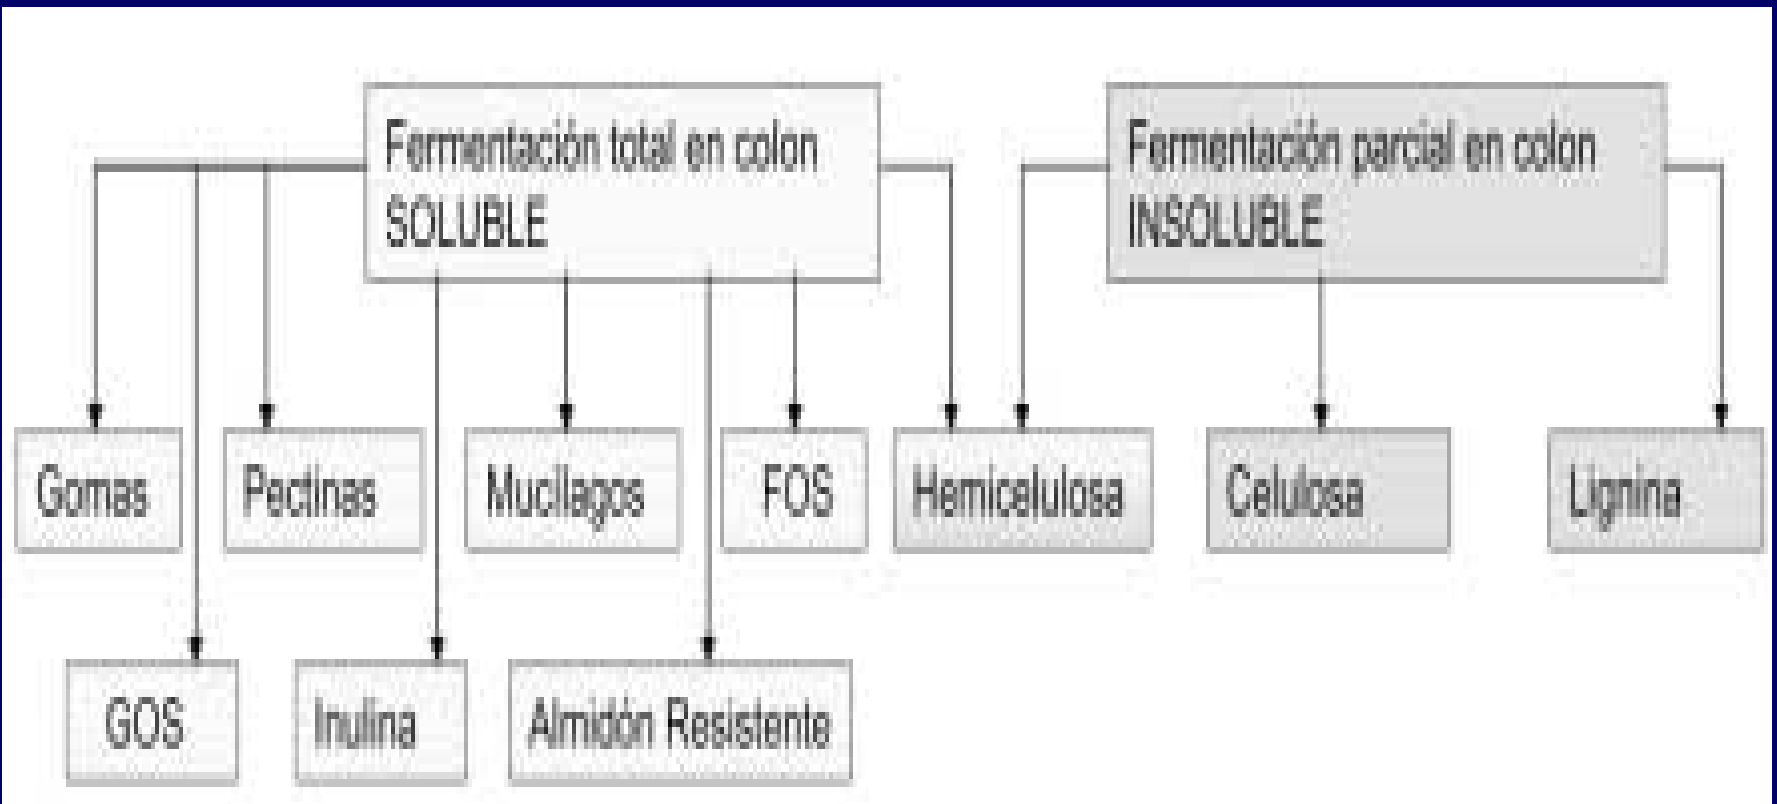 Fermentación total en colon
SOLUBLE
Fermentación parcial en colon
INSOLUBLE
Gomas
Pectinas
Mucílagos
FOS
Hemicelulosa
Celulosa
Lignina
GOS
Inulina
Almidón Resistente